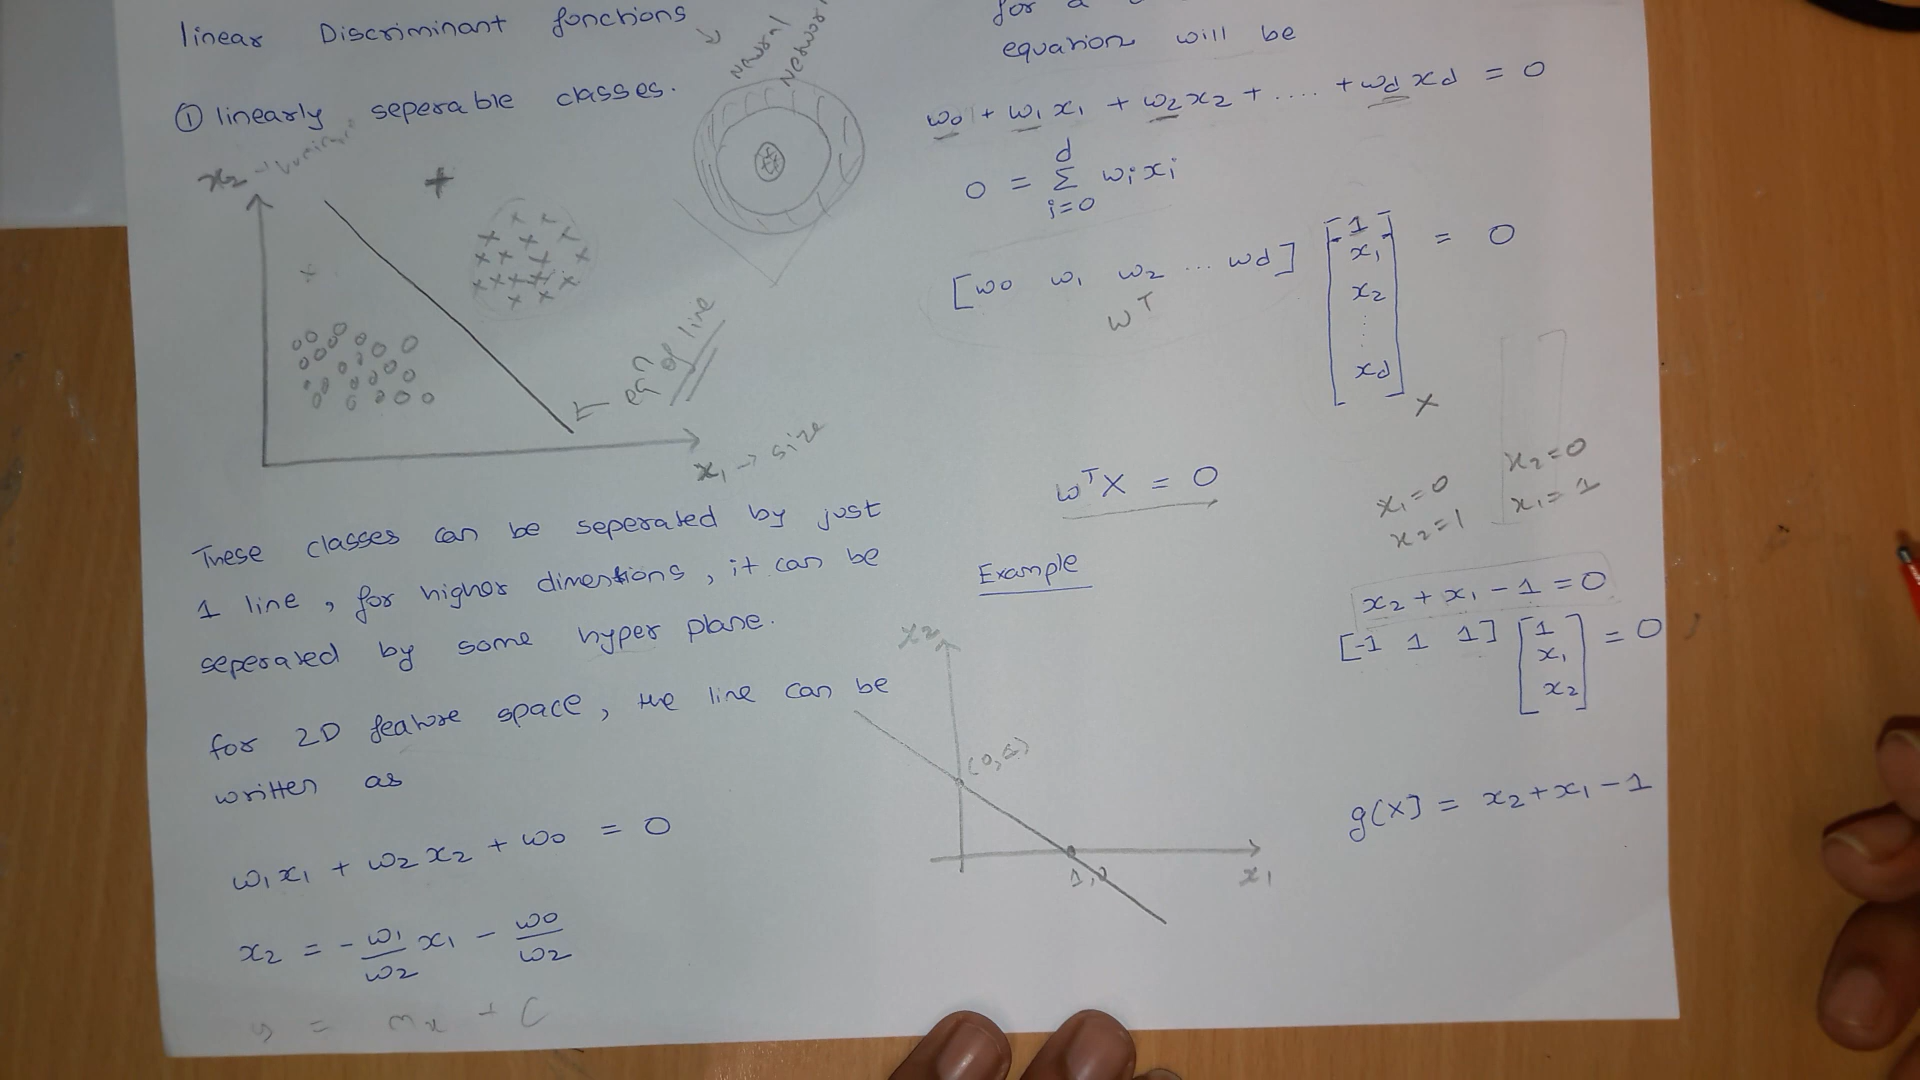 linear Discriminant fonctions
① linearly seperable classes.
Neural
Network
x2 →
+
eqn of line
x1 → size
These classes can be seperated by just
1 line, for higher dimensions, it can be
seperated by some hyper plane.
for 2D feature space, the line can be
written as
w1x1 + w2x2 + w0 = 0
x2 = -w1/w2 x1 - w0/w2
y = mx + C
for a
equation will be
w0 + w1x1 + w2x2 + .... + wdxd = 0
0 = Σ_{i=0}^{d} wixi
[w0 w1 w2 ... wd] [1 x1 x2 ... xd] = 0
wT
x
wTX = 0
x1=0
x2=1
x2=0
x1=1
Example
x2 + x1 - 1 = 0
[-1 1 1] [1 x1 x2] = 0
x2
(0,1)
1,0
x1
g(x) = x2+x1-1